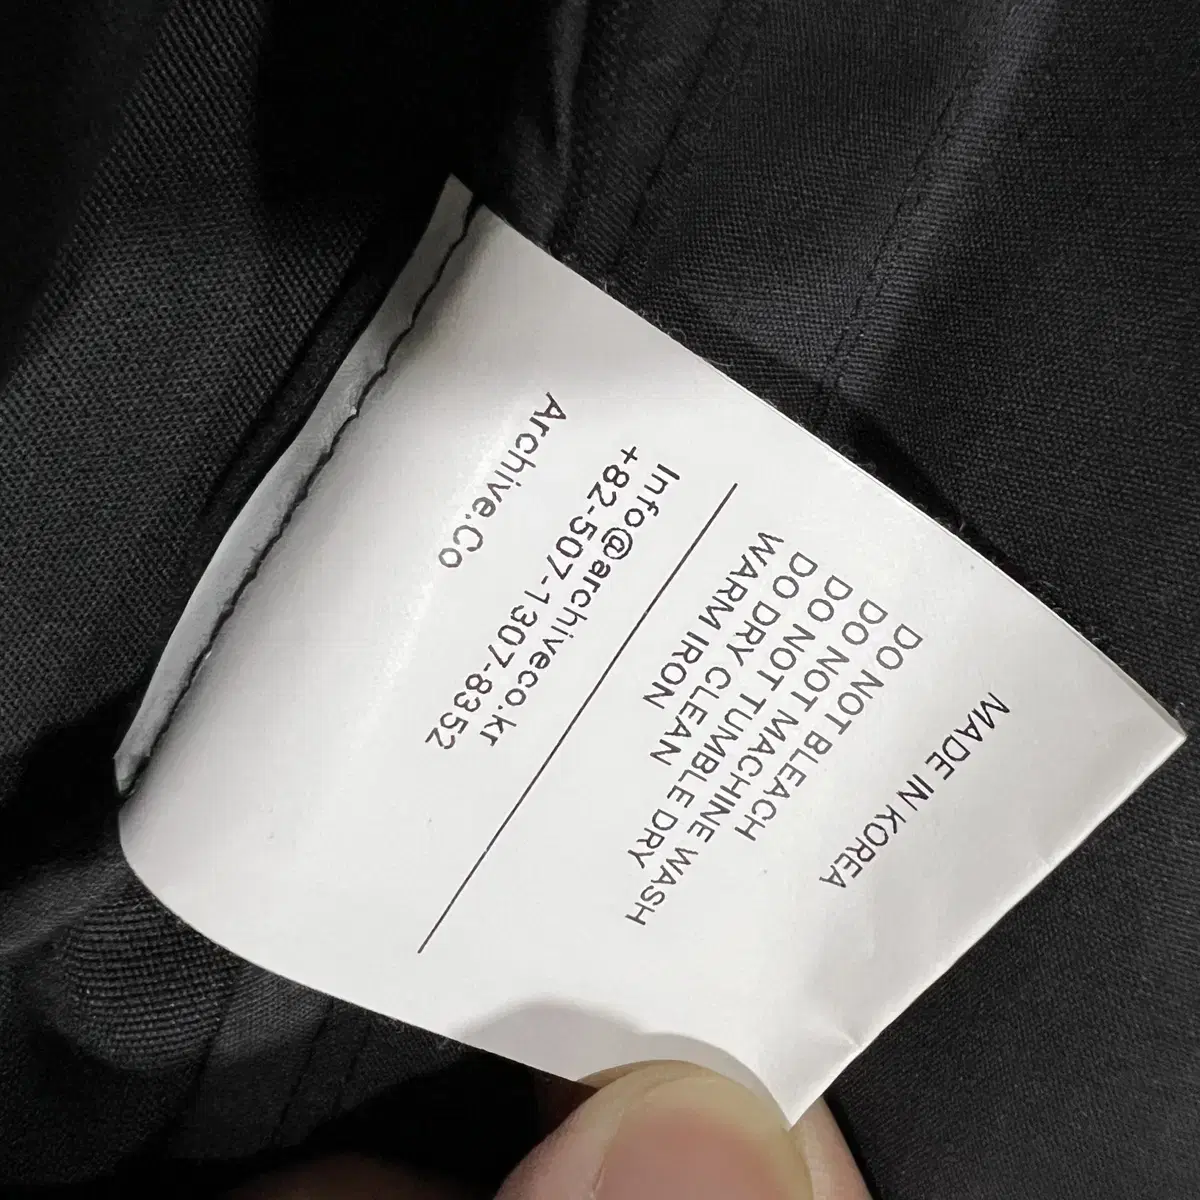 MADE IN KOREA
DO NOT BLEACH
DO NOT MACHINE WASH
DO NOT TUMBLE DRY
DO DRY CLEAN
WARM IRON
Info@archiveco.kr
+82-507-1307-8352
Archive.Co